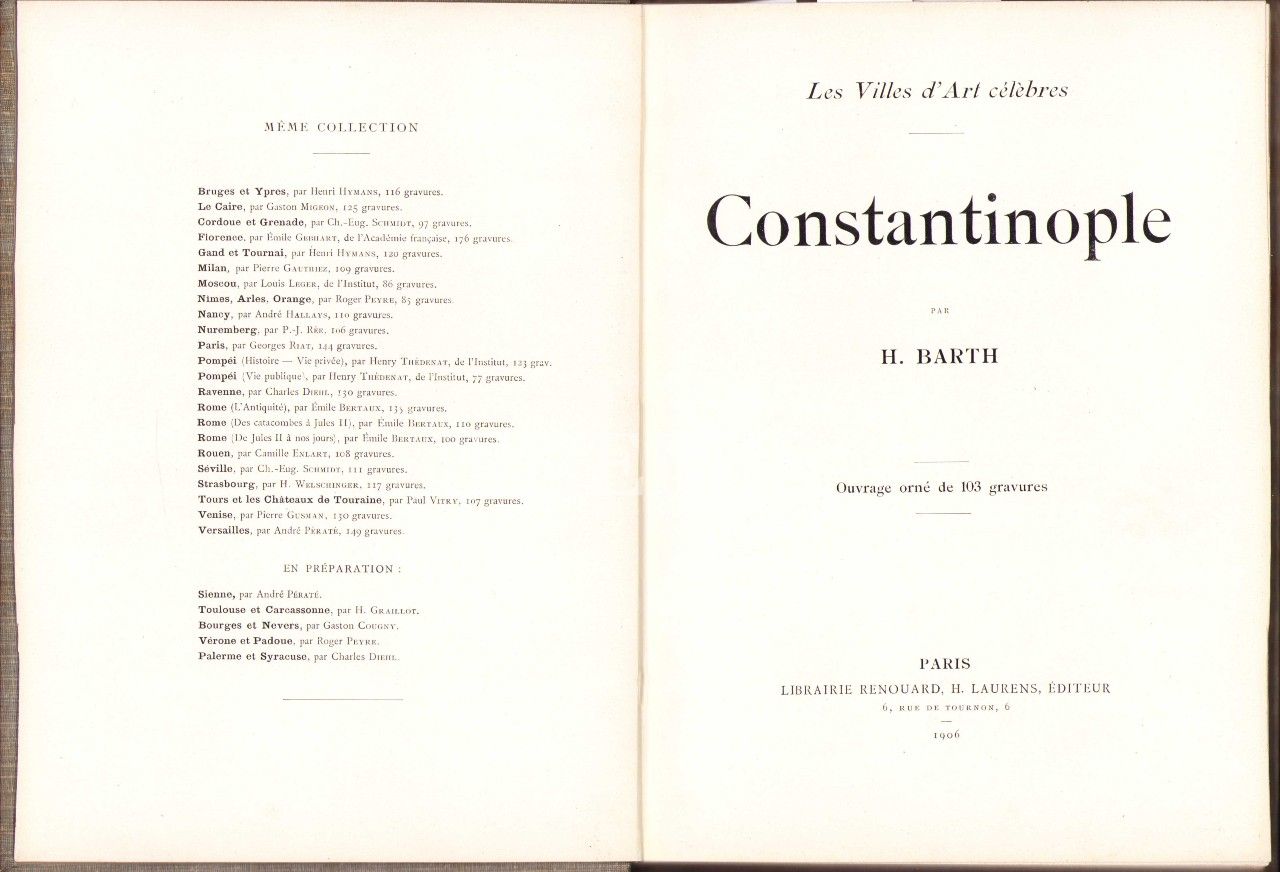 MÊME COLLECTION
Bruges et Ypres, par Henri HYMANS, 116 gravures.
Le Caire, par Gaston MIGEON, 125 gravures.
Cordoue et Grenade, par Ch.-Eug. SCHMIDT, 97 gravures.
Florence, par Émile GEBHART, de l'Académie française, 176 gravures.
Gand et Tournai, par Henri HYMANS, 120 gravures.
Milan, par Pierre GAUTHIEZ, 109 gravures.
Moscou, par Louis LEGER, de l'Institut, 86 gravures.
Nîmes, Arles, Orange, par Roger PEYRE, 85 gravures.
Nancy, par André HALLAYS, 110 gravures.
Nuremberg, par P.-J. RÉE, 106 gravures.
Paris, par Georges RIAT, 144 gravures.
Pompéi (Histoire — Vie privée), par Henry THÉDENAT, de l'Institut, 123 grav.
Pompéi (Vie publique), par Henry THÉDENAT, de l'Institut, 77 gravures.
Ravenne, par Charles DIEHL, 130 gravures.
Rome (L'Antiquité), par Émile BERTAUX, 135 gravures.
Rome (Des catacombes à Jules II), par Émile BERTAUX, 110 gravures.
Rome (De Jules II à nos jours), par Émile BERTAUX, 100 gravures.
Rouen, par Camille ENLART, 108 gravures.
Séville, par Ch.-Eug. SCHMIDT, 111 gravures.
Strasbourg, par H. WELSCHINGER, 117 gravures.
Tours et les Châteaux de Touraine, par Paul VITRY, 107 gravures.
Venise, par Pierre GUSMAN, 130 gravures.
Versailles, par André PÉRATÉ, 149 gravures.
EN PRÉPARATION :
Sienne, par André PÉRATÉ.
Toulouse et Carcassonne, par H. GRAILLOT.
Bourges et Nevers, par Gaston COUGNY.
Vérone et Padoue, par Roger PEYRE.
Palerme et Syracuse, par Charles DIEHL.
Les Villes d'Art célèbres
Constantinople
PAR
H. BARTH
Ouvrage orné de 103 gravures
PARIS
LIBRAIRIE RENOUARD, H. LAURENS, ÉDITEUR
6, RUE DE TOURNON, 6
1906